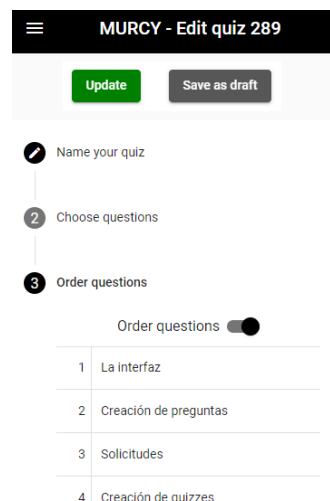 MURCY - Edit quiz 289
Update Save as draft
Name your quiz
2 Choose questions
3 Order questions
Order questions
1 La interfaz
2 Creación de preguntas
3 Solicitudes
4 Creación de quizzes